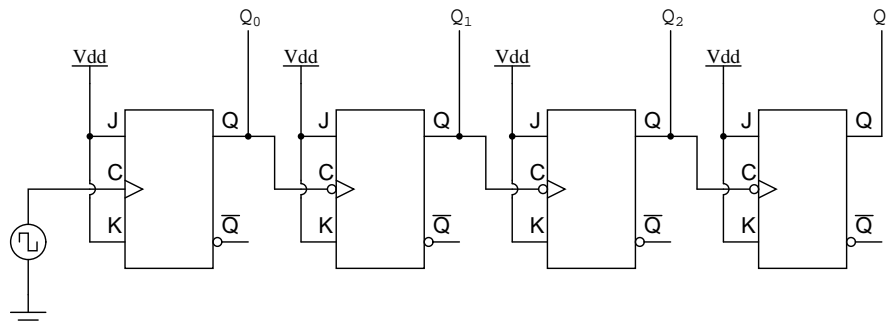 Q₀ Q₁ Q₂ Q
Vdd Vdd Vdd Vdd
J Q J Q J Q J Q
C C C C
K Q̅ K Q̅ K Q̅ K Q̅